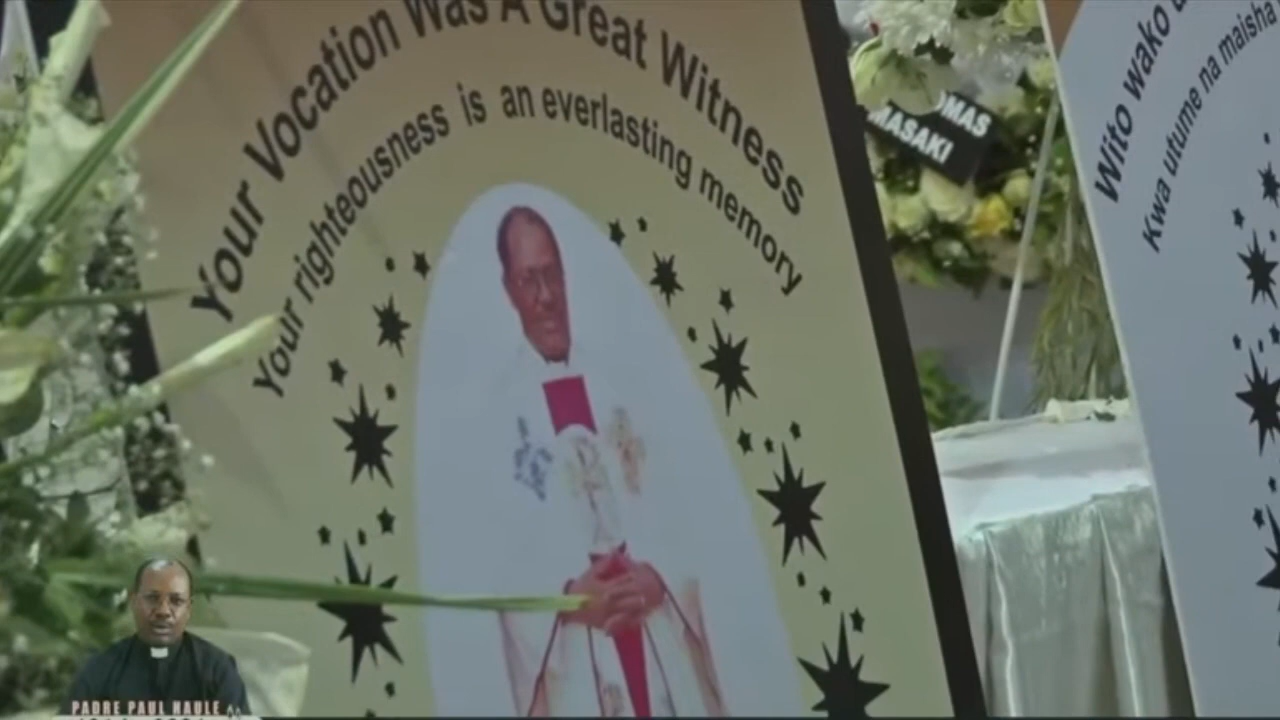 Your Vocation Was A Great Witness
Your righteousness is an everlasting memory
OMAS
MASAKI
Wito wako
Kwa utume na maisha
PADRE PAUL HAULE